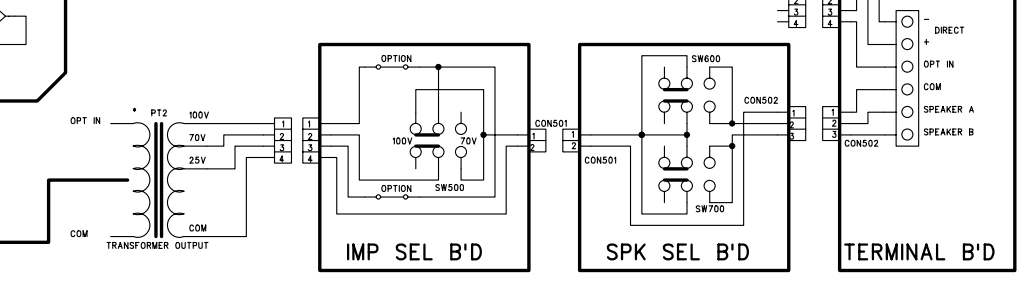 2
3
4
2
3
4
-
DIRECT
+
OPT IN
COM
SPEAKER A
SPEAKER B
1
2
3
CON502
TERMINAL B'D
OPT IN
PT2
100V
70V
25V
COM
COM
TRANSFORMER OUTPUT
1
2
3
4
1
2
3
4
OPTION
100V
70V
SW500
OPTION
IMP SEL B'D
CON501
1
2
1
2
CON501
SW600
CON502
1
2
3
SW700
SPK SEL B'D